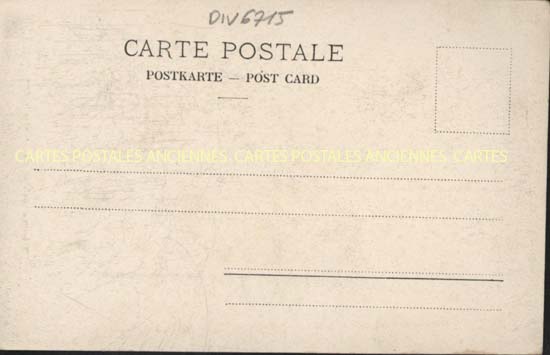 DIV6715
CARTE POSTALE
POSTKARTE — POST CARD
CARTES POSTALES ANCIENNES CARTES POSTALES ANCIENNES CARTES